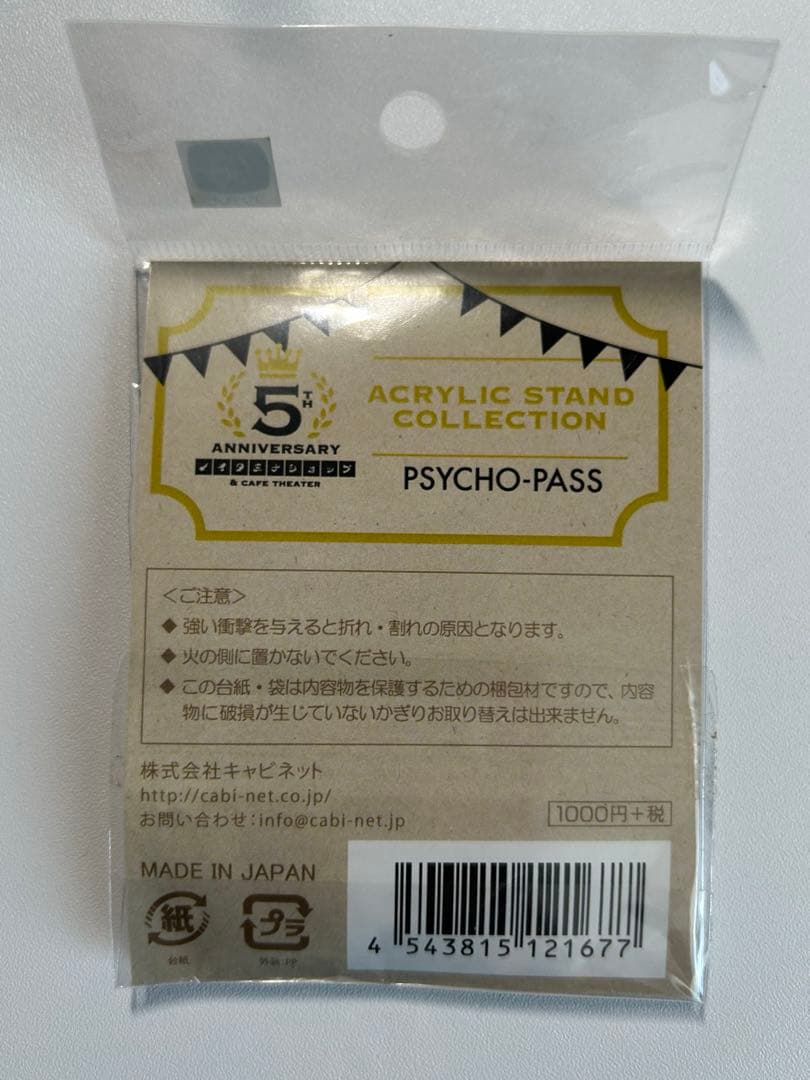 5TH
ANNIVERSARY
ノイタミナショップ
& CAFE THEATER
ACRYLIC STAND
COLLECTION
PSYCHO-PASS
<ご注意>
◆ 強い衝撃を与えると折れ・割れの原因となります。
◆ 火の側に置かないでください。
◆ この台紙・袋は内容物を保護するための梱包材ですので、内容
物に破損が生じていないかぎりお取り替えは出来ません。
株式会社キャビネット
http://cabi-net.co.jp/
お問い合わせ:info@cabi-net.jp
1000円+税
MADE IN JAPAN
紙
台紙
プラ
外装:PP
4 543815 121677